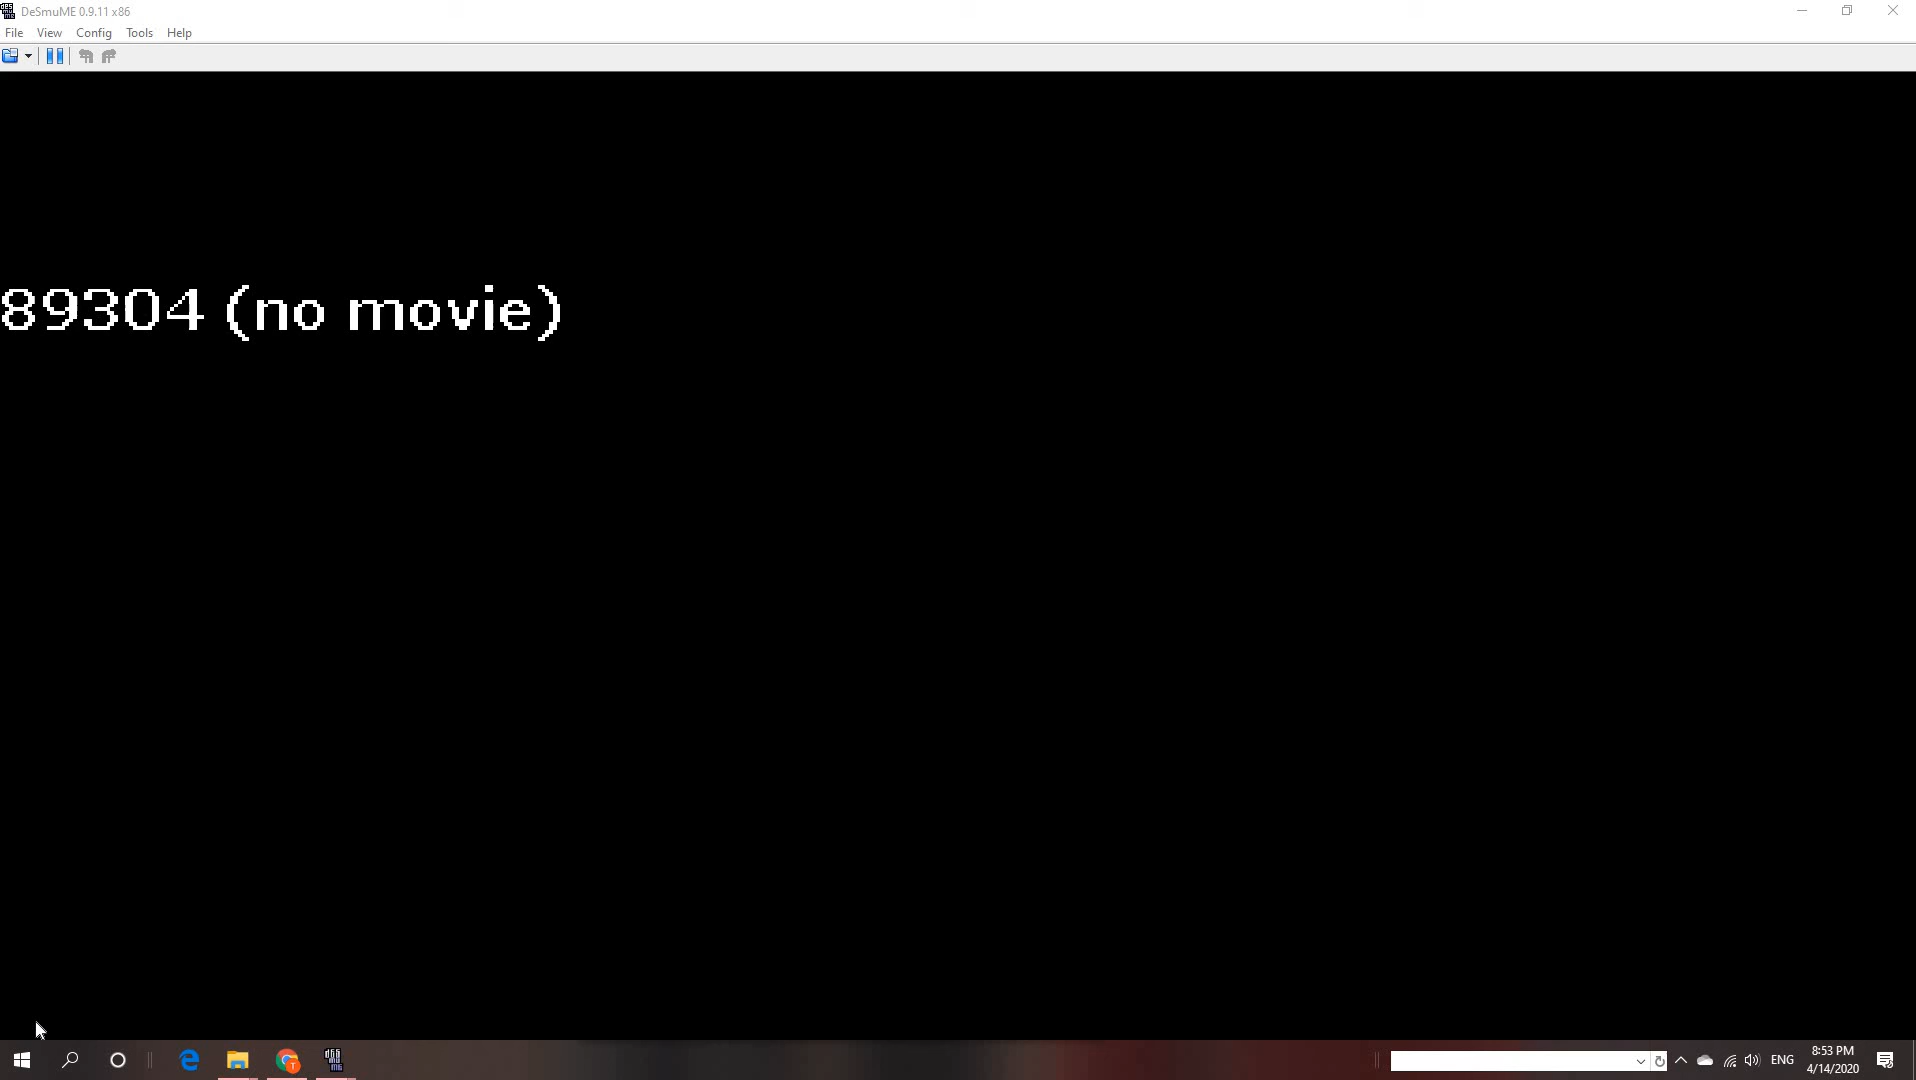 DeSmuME 0.9.11 x86
File View Config Tools Help
89304 (no movie)
ENG
8:53 PM
4/14/2020